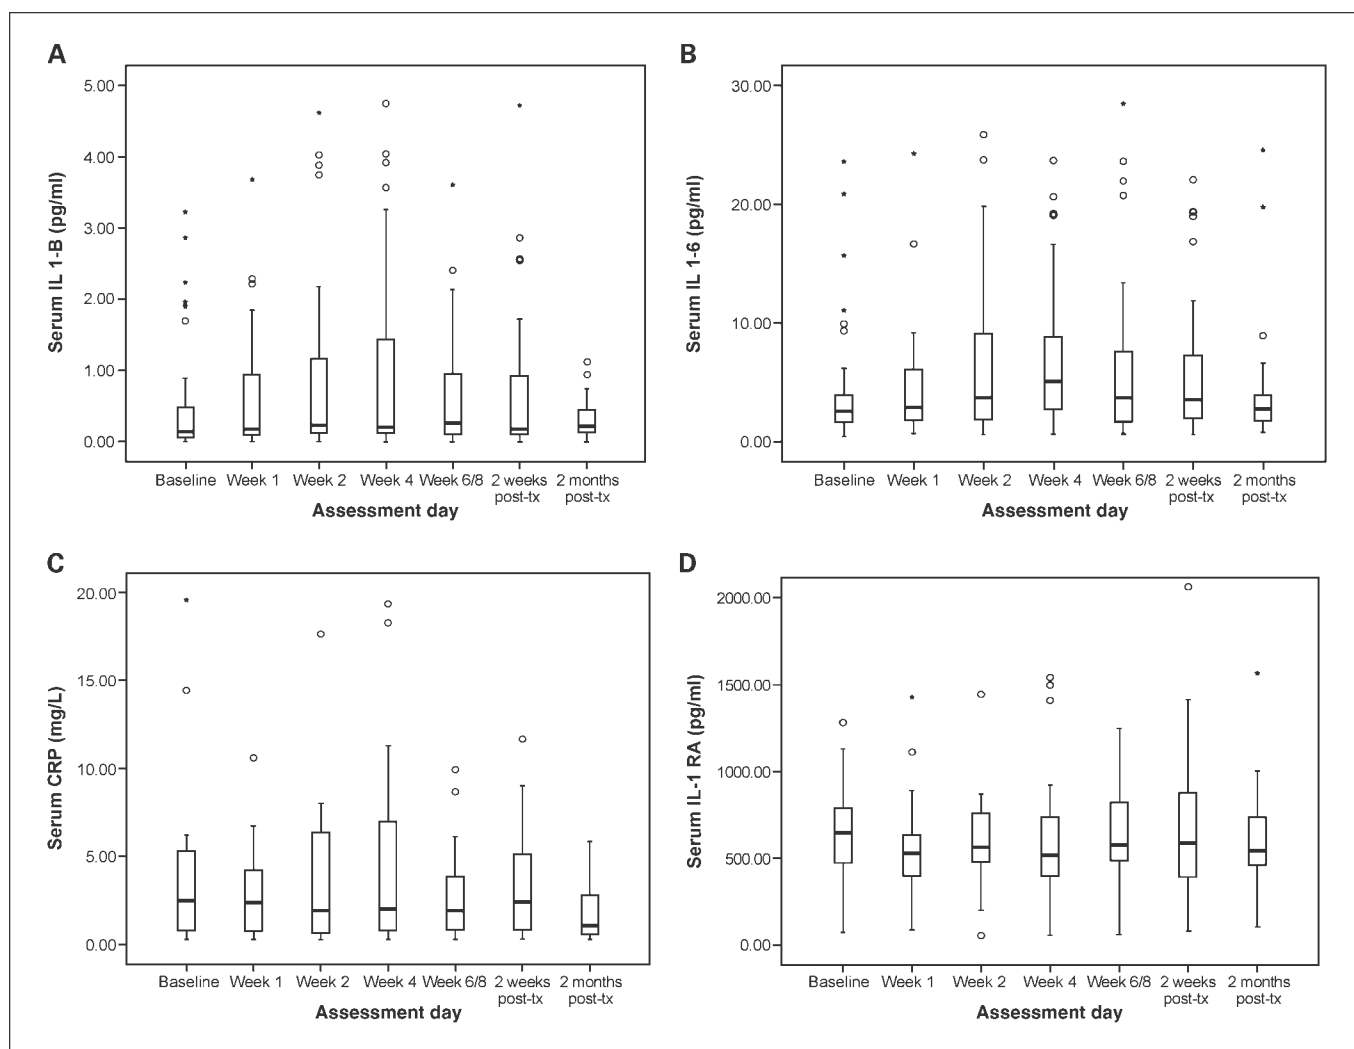 A
Serum IL 1-B (pg/ml)
5.00
4.00
3.00
2.00
1.00
0.00
Baseline Week 1 Week 2 Week 4 Week 6/8 2 weeks 2 months
post-tx post-tx
Assessment day
B
Serum IL 1-6 (pg/ml)
30.00
20.00
10.00
0.00
Baseline Week 1 Week 2 Week 4 Week 6/8 2 weeks 2 months
post-tx post-tx
Assessment day
C
Serum CRP (mg/L)
20.00
15.00
10.00
5.00
0.00
Baseline Week 1 Week 2 Week 4 Week 6/8 2 weeks 2 months
post-tx post-tx
Assessment day
D
Serum IL-1 RA (pg/ml)
2000.00
1500.00
1000.00
500.00
0.00
Baseline Week 1 Week 2 Week 4 Week 6/8 2 weeks 2 months
post-tx post-tx
Assessment day